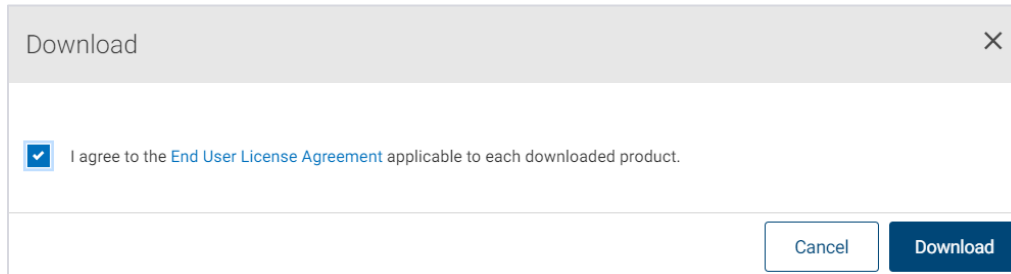 Download
I agree to the End User License Agreement applicable to each downloaded product.
Cancel
Download